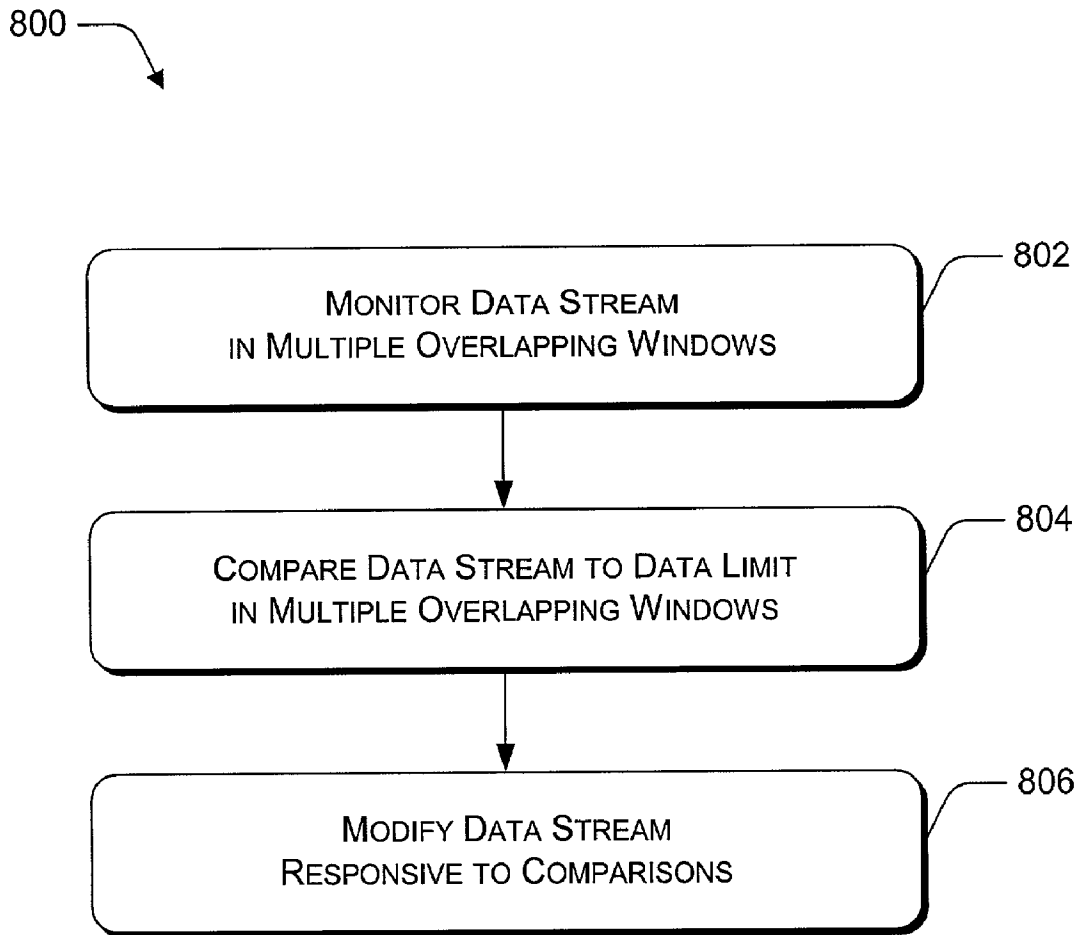 800
MONITOR DATA STREAM
IN MULTIPLE OVERLAPPING WINDOWS
802
COMPARE DATA STREAM TO DATA LIMIT
IN MULTIPLE OVERLAPPING WINDOWS
804
MODIFY DATA STREAM
RESPONSIVE TO COMPARISONS
806